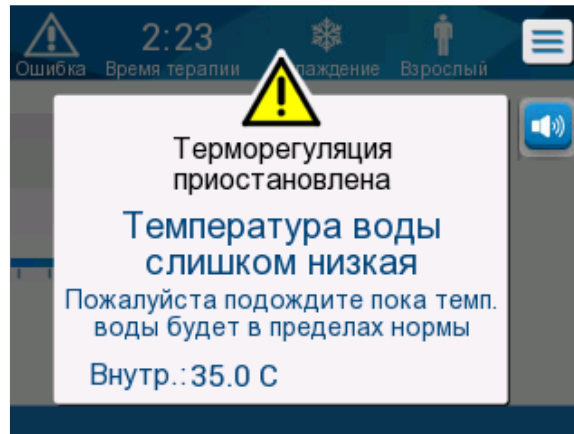 2:23
Ошибка Время терапии Взрослый
Терморегуляция
приостановлена
Температура воды
слишком низкая
Пожалуйста подождите пока темп.
воды будет в пределах нормы
Внутр.: 35.0 C